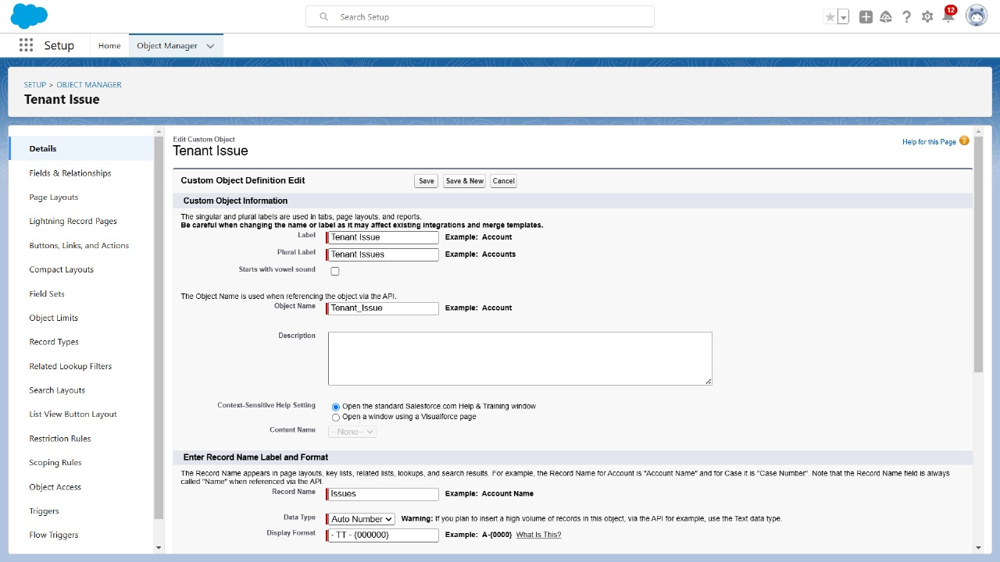 Search Setup
12
Setup
Home
Object Manager
SETUP > OBJECT MANAGER
Tenant Issue
Details
Fields & Relationships
Page Layouts
Lightning Record Pages
Buttons, Links, and Actions
Compact Layouts
Field Sets
Object Limits
Record Types
Related Lookup Filters
Search Layouts
List View Button Layout
Restriction Rules
Scoping Rules
Object Access
Triggers
Flow Triggers
Edit Custom Object
Tenant Issue
Help for this Page ?
Custom Object Definition Edit
Save
Save & New
Cancel
Custom Object Information
The singular and plural labels are used in tabs, page layouts, and reports.
Be careful when changing the name or label as it may affect existing integrations and merge templates.
Label Tenant Issue Example: Account
Plural Label Tenant Issues Example: Accounts
Starts with vowel sound
The Object Name is used when referencing the object via the API.
Object Name Tenant_Issue Example: Account
Description
Context-Sensitive Help Setting Open the standard Salesforce.com Help & Training window
Open a window using a Visualforce page
Content Name --None--
Enter Record Name Label and Format
The Record Name appears in page layouts, key lists, related lists, lookups, and search results. For example, the Record Name for Account is "Account Name" and for Case it is "Case Number". Note that the Record Name field is always
called "Name" when referenced via the API.
Record Name Issues Example: Account Name
Data Type Auto Number Warning: If you plan to insert a high volume of records in this object, via the API for example, use the Text data type.
Display Format - TT - {000000} Example: A-{0000} What Is This?